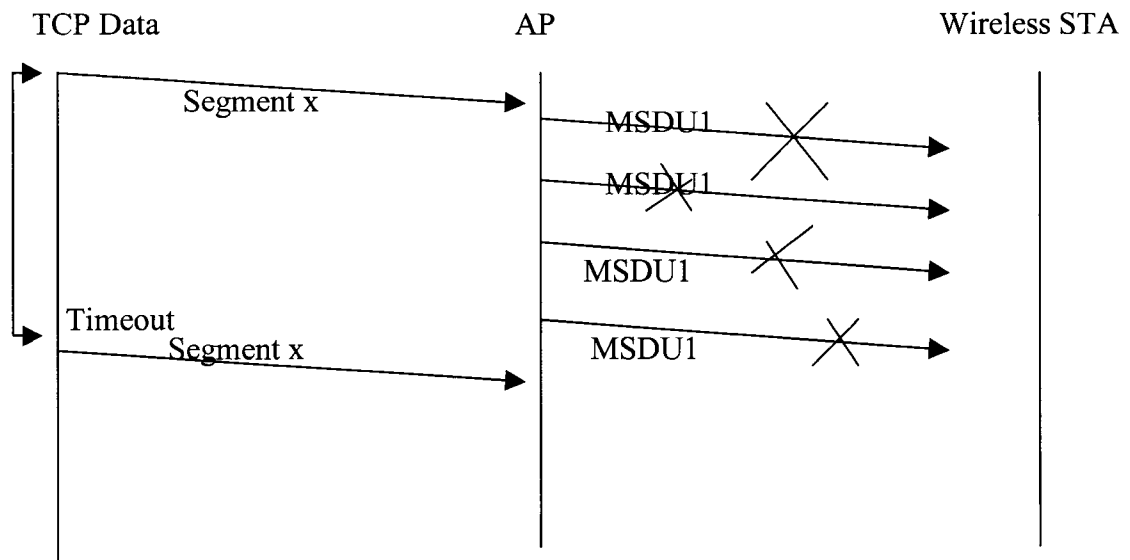 TCP Data
AP
Wireless STA
Segment x
MSDU1
MSDU1
MSDU1
Timeout
Segment x
MSDU1